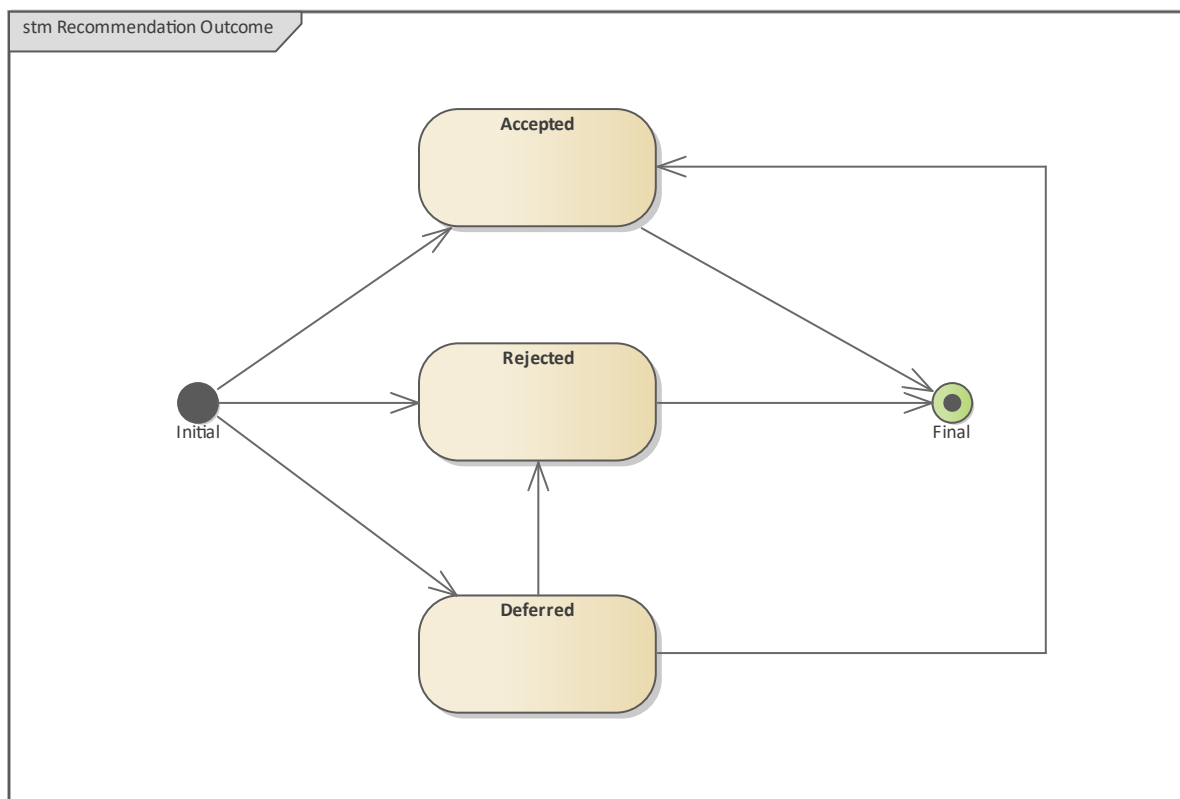 stm Recommendation Outcome
Accepted
Rejected
Initial
Final
Deferred